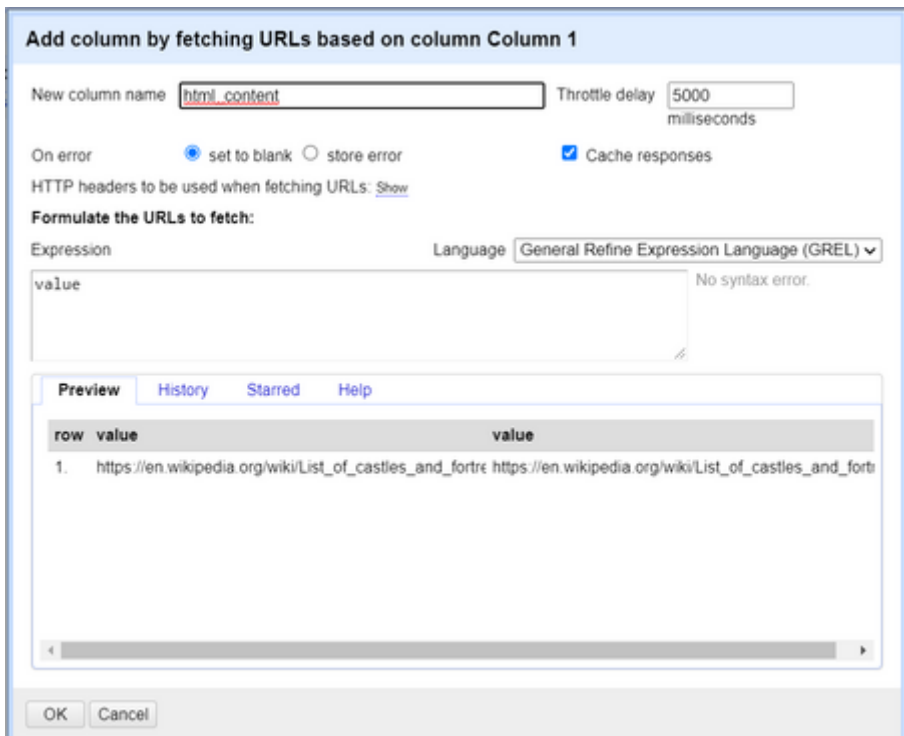 Add column by fetching URLs based on column Column 1
New column name html_content Throttle delay 5000
milliseconds
On error set to blank store error Cache responses
HTTP headers to be used when fetching URLs: Show
Formulate the URLs to fetch:
Expression Language General Refine Expression Language (GREL)
value No syntax error.
Preview History Starred Help
row value value
1. https://en.wikipedia.org/wiki/List_of_castles_and_fortre https://en.wikipedia.org/wiki/List_of_castles_and_fortr
OK Cancel